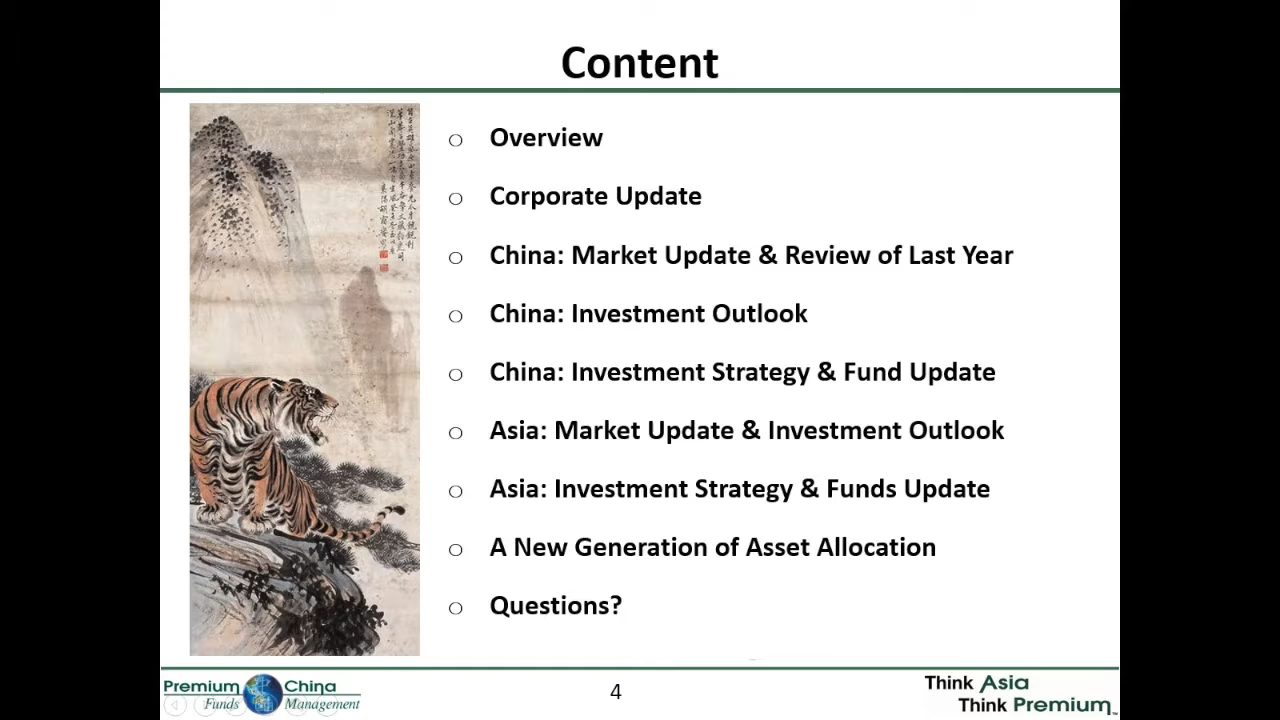 Content
o Overview
o Corporate Update
o China: Market Update & Review of Last Year
o China: Investment Outlook
o China: Investment Strategy & Fund Update
o Asia: Market Update & Investment Outlook
o Asia: Investment Strategy & Funds Update
o A New Generation of Asset Allocation
o Questions?
Premium China
Funds Management
4
Think Asia
Think Premium™